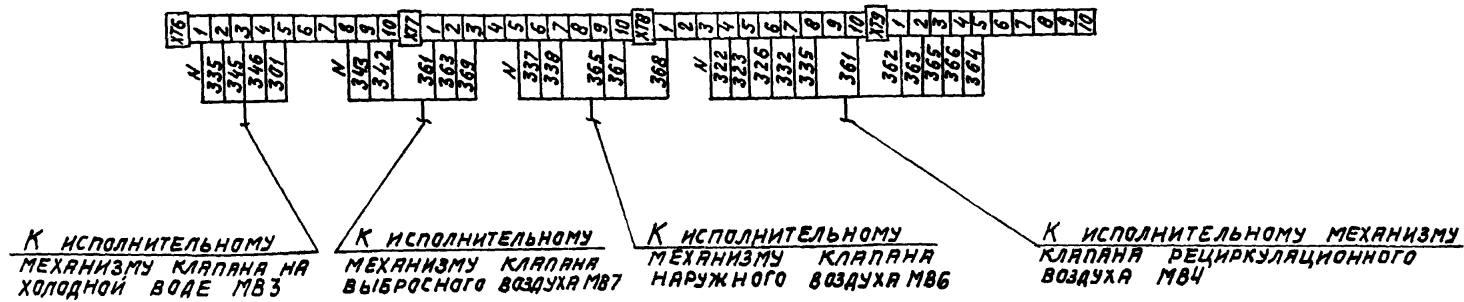 ХТ6 1 2 3 4 5 6 7 8 9 10 ХТ7 1 2 3 4 5 6 7 8 9 10 ХТ8 1 2 3 4 5 6 7 8 9 10 ХТ9 1 2 3 4 5 6 7 8 9 10
N 335 345 346 301 N 343 342 361 363 369 N 337 338 365 367 368 N 322 323 326 332 335 361 362 363 365 366 364
К ИСПОЛНИТЕЛЬНОМУ
МЕХАНИЗМУ КЛАПАНА НА
ХОЛОДНОЙ ВОДЕ МВ3
К ИСПОЛНИТЕЛЬНОМУ
МЕХАНИЗМУ КЛАПАНА
ВЫБРОСНОГО ВОЗДУХА МВ7
К ИСПОЛНИТЕЛЬНОМУ
МЕХАНИЗМУ КЛАПАНА
НАРУЖНОГО ВОЗДУХА МВ6
К ИСПОЛНИТЕЛЬНОМУ МЕХАНИЗМУ
КЛАПАНА РЕЦИРКУЛЯЦИОННОГО
ВОЗДУХА МВ4